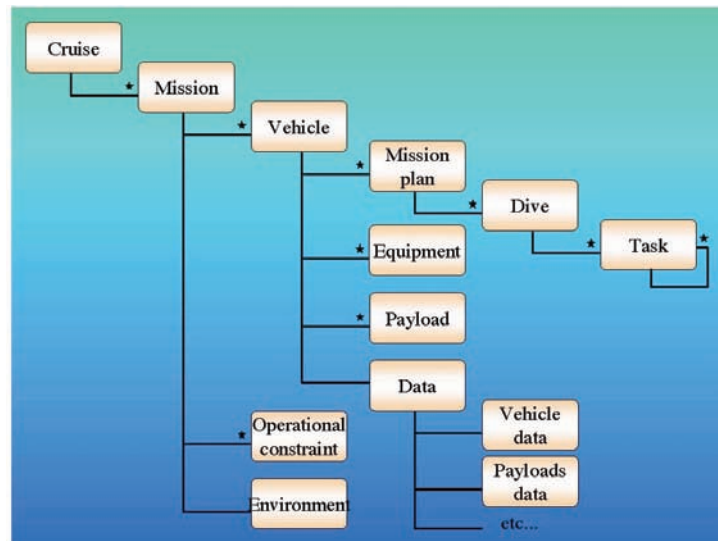 Cruise
Mission
Vehicle
Mission
plan
Dive
Task
Equipment
Payload
Data
Vehicle
data
Operational
constraint
Payloads
data
Environment
etc...